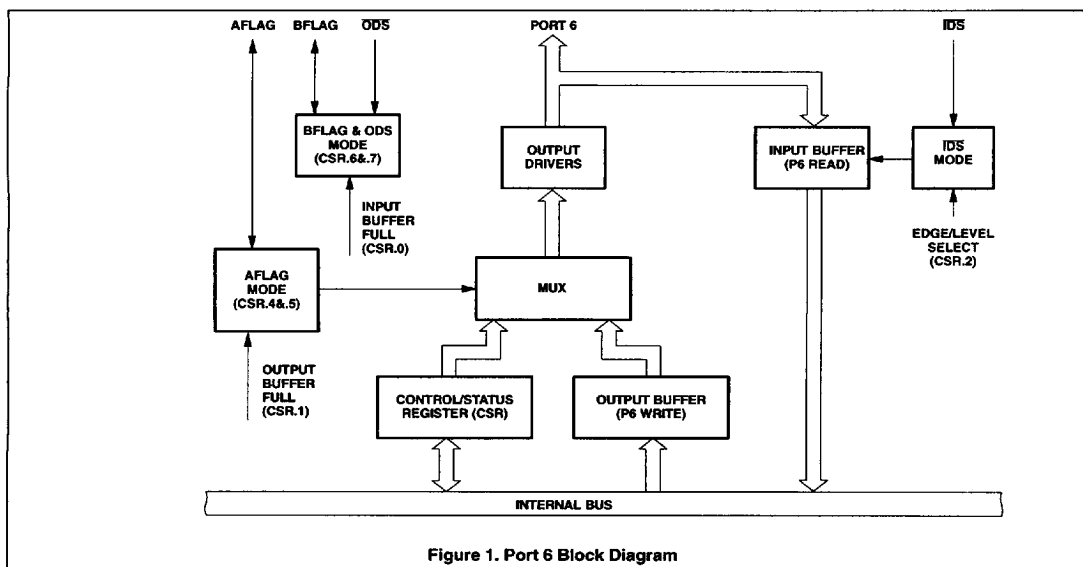 AFLAG BFLAG ODS PORT 6 IDS
BFLAG & ODS
MODE
(CSR.6&.7)
OUTPUT
DRIVERS
INPUT BUFFER
(P6 READ)
IDS
MODE
INPUT
BUFFER
FULL
(CSR.0)
EDGE/LEVEL
SELECT
(CSR.2)
AFLAG
MODE
(CSR.4&.5)
MUX
OUTPUT
BUFFER
FULL
(CSR.1)
CONTROL/STATUS
REGISTER (CSR)
OUTPUT BUFFER
(P6 WRITE)
INTERNAL BUS
Figure 1. Port 6 Block Diagram